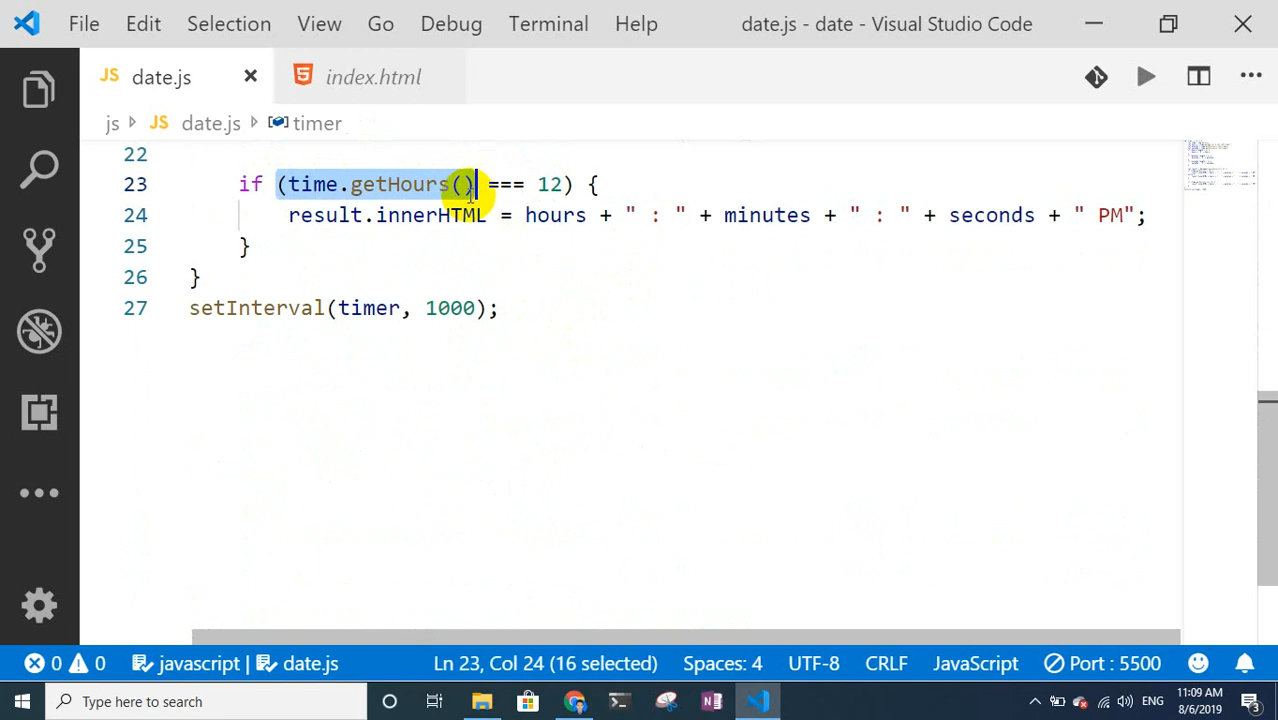 File Edit Selection View Go Debug Terminal Help date.js - date - Visual Studio Code
JS date.js index.html
js JS date.js timer
22
23 if (time.getHours() === 12) {
24 result.innerHTML = hours + " : " + minutes + " : " + seconds + " PM";
25 }
26 }
27 setInterval(timer, 1000);
0 0 javascript | date.js Ln 23, Col 24 (16 selected) Spaces: 4 UTF-8 CRLF JavaScript Port : 5500
Type here to search ENG 11:09 AM
8/6/2019 3